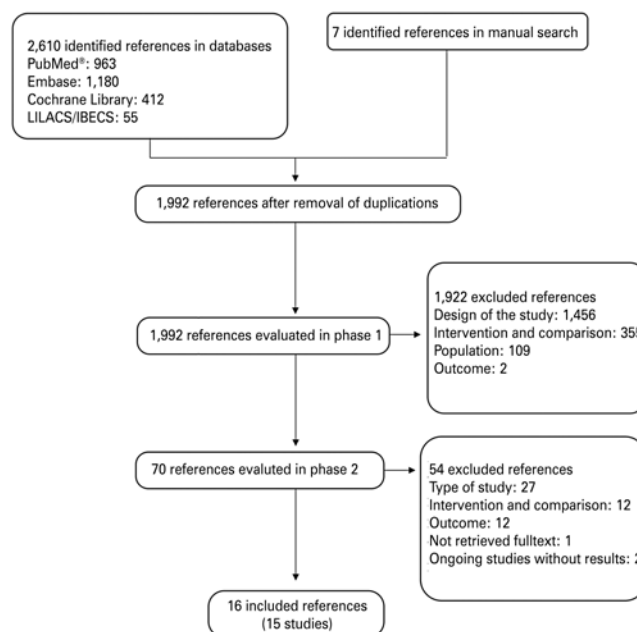 2,610 identified references in databases
PubMed®: 963
Embase: 1,180
Cochrane Library: 412
LILACS/IBECS: 55
7 identified references in manual search
1,992 references after removal of duplications
1,992 references evaluated in phase 1
1,922 excluded references
Design of the study: 1,456
Intervention and comparison: 355
Population: 109
Outcome: 2
70 references evaluted in phase 2
54 excluded references
Type of study: 27
Intervention and comparison: 12
Outcome: 12
Not retrieved fulltext: 1
Ongoing studies without results: 2
16 included references
(15 studies)